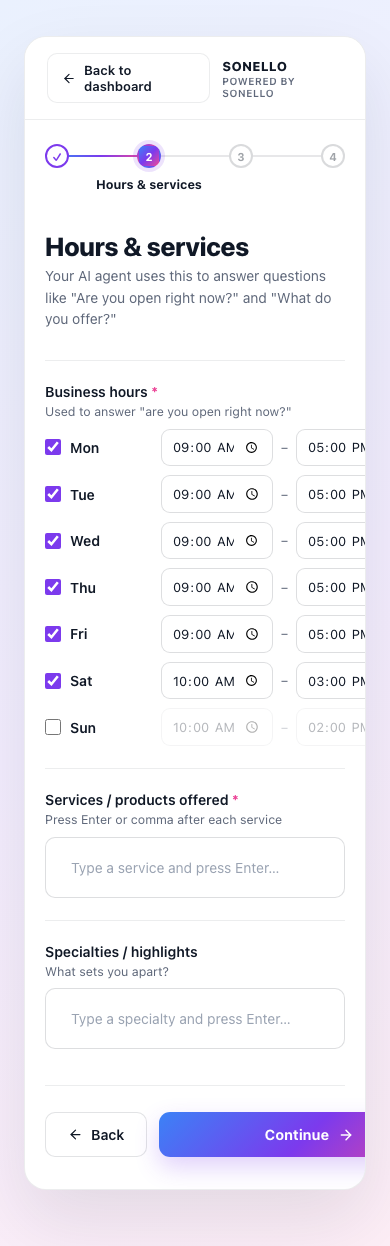 Back to
dashboard
SONELLO
POWERED BY
SONELLO
2
3
4
Hours & services
Hours & services
Your AI agent uses this to answer questions
like "Are you open right now?" and "What do
you offer?"
Business hours *
Used to answer "are you open right now?"
Mon 09:00 AM – 05:00 PM
Tue 09:00 AM – 05:00 PM
Wed 09:00 AM – 05:00 PM
Thu 09:00 AM – 05:00 PM
Fri 09:00 AM – 05:00 PM
Sat 10:00 AM – 03:00 PM
Sun 10:00 AM – 02:00 PM
Services / products offered *
Press Enter or comma after each service
Type a service and press Enter...
Specialties / highlights
What sets you apart?
Type a specialty and press Enter...
Back
Continue